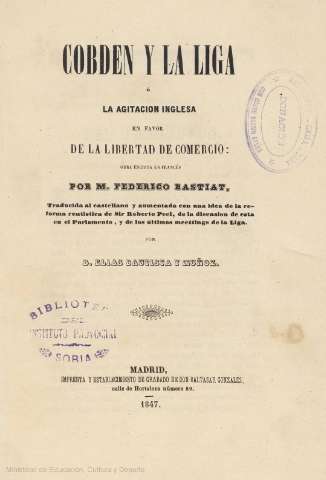 COBDEN Y LA LIGA
Ó
LA AGITACION INGLESA
EN FAVOR
DE LA LIBERTAD DE COMERCIO:
OBRA ESCRITA EN FRANCÉS
POR M. FEDERICO BASTIAT,
Traducida al castellano y aumentada con una idea de la re-
forma rentistica de Sir Roberto Peel, de la discusion de esta
en el Parlamento, y de los últimos meettings de la Liga.
POR
D. ELIAS BAUTISTA Y MUÑOZ.
BIBLIOTECA
DEL
INSTITUTO PROVINCIAL
SORIA
MADRID,
IMPRENTA Y ESTABLECIMIENTO DE GRABADO DE DON BALTASAR GONZALEZ,
calle de Hortaleza número 89.
1847.
Ministerio de Educación, Cultura y Deporte